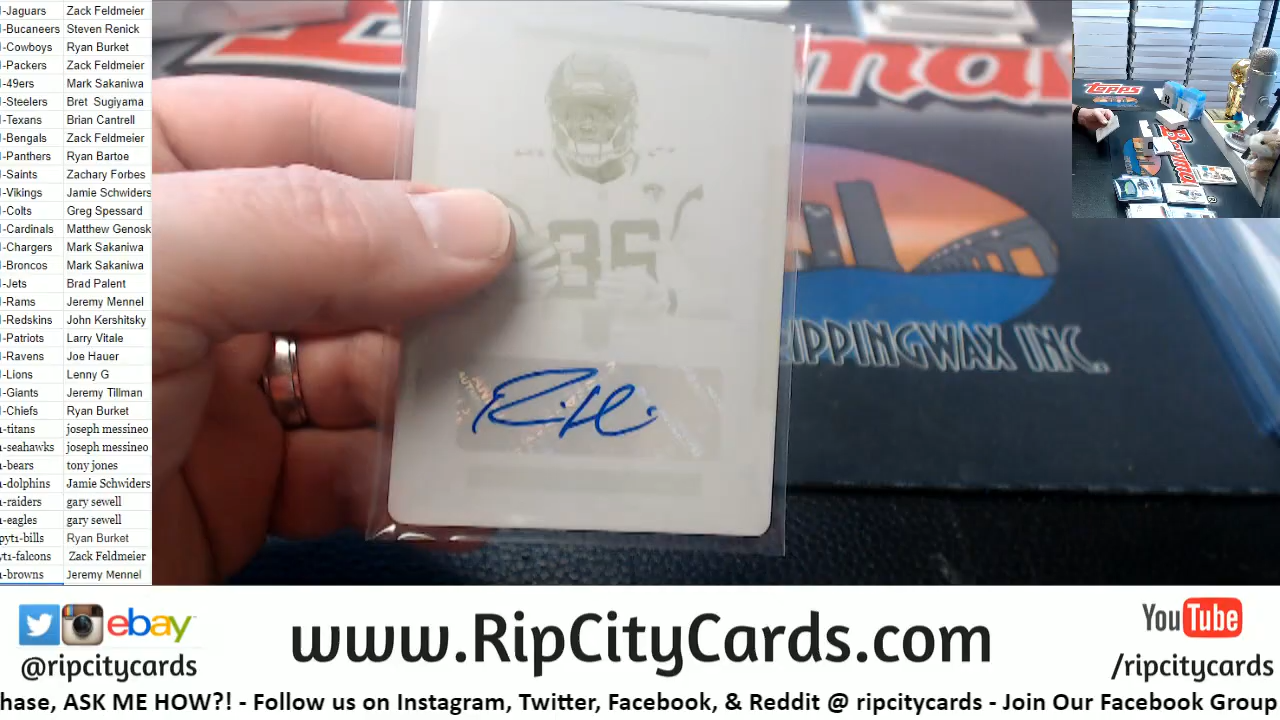 -Jaguars Zack Feldmeier
-Bucaneers Steven Renick
-Cowboys Ryan Burket
-Packers Zack Feldmeier
-49ers Mark Sakaniwa
-Steelers Bret Sugiyama
-Texans Brian Cantrell
-Bengals Zack Feldmeier
-Panthers Ryan Bartoe
-Saints Zachary Forbes
-Vikings Jamie Schwiders
-Colts Greg Spessard
-Cardinals Matthew Genosk
-Chargers Mark Sakaniwa
-Broncos Mark Sakaniwa
-Jets Brad Palent
-Rams Jeremy Mennel
-Redskins John Kershitsky
-Patriots Larry Vitale
-Ravens Joe Hauer
-Lions Lenny G
-Giants Jeremy Tillman
-Chiefs Ryan Burket
-titans joseph messineo
-seahawks joseph messineo
-bears tony jones
-dolphins Jamie Schwiders
-raiders gary sewell
-eagles gary sewell
pyt1-bills Ryan Burket
yt1-falcons Zack Feldmeier
-browns Jeremy Mennel
35
IPPINGWAX INC.
Topps
ebay
@ripcitycards
www.RipCityCards.com
YouTube
/ripcitycards
hase, ASK ME HOW?! - Follow us on Instagram, Twitter, Facebook, & Reddit @ ripcitycards - Join Our Facebook Group